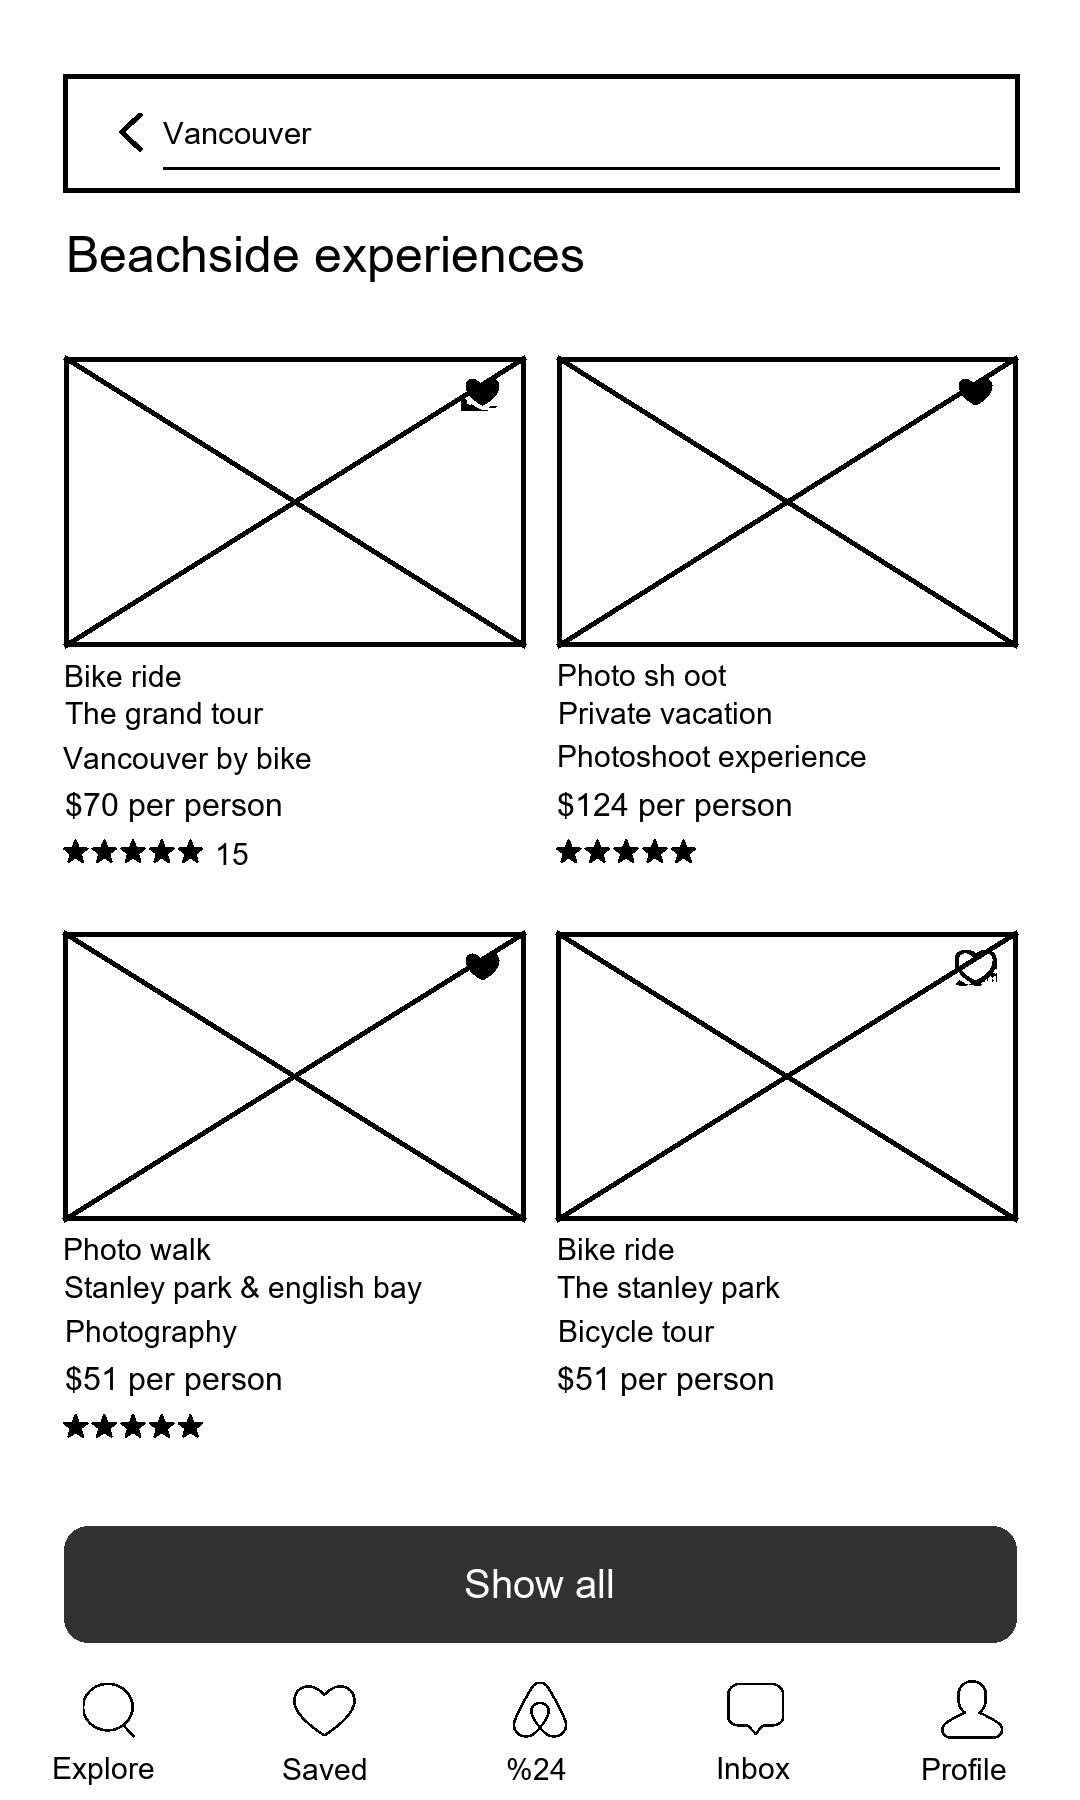 Vancouver
Beachside experiences
Bike ride
The grand tour
Vancouver by bike
$70 per person
15
Photo sh oot
Private vacation
Photoshoot experience
$124 per person
Photo walk
Stanley park & english bay
Photography
$51 per person
Bike ride
The stanley park
Bicycle tour
$51 per person
Show all
Explore
Saved
%24
Inbox
Profile